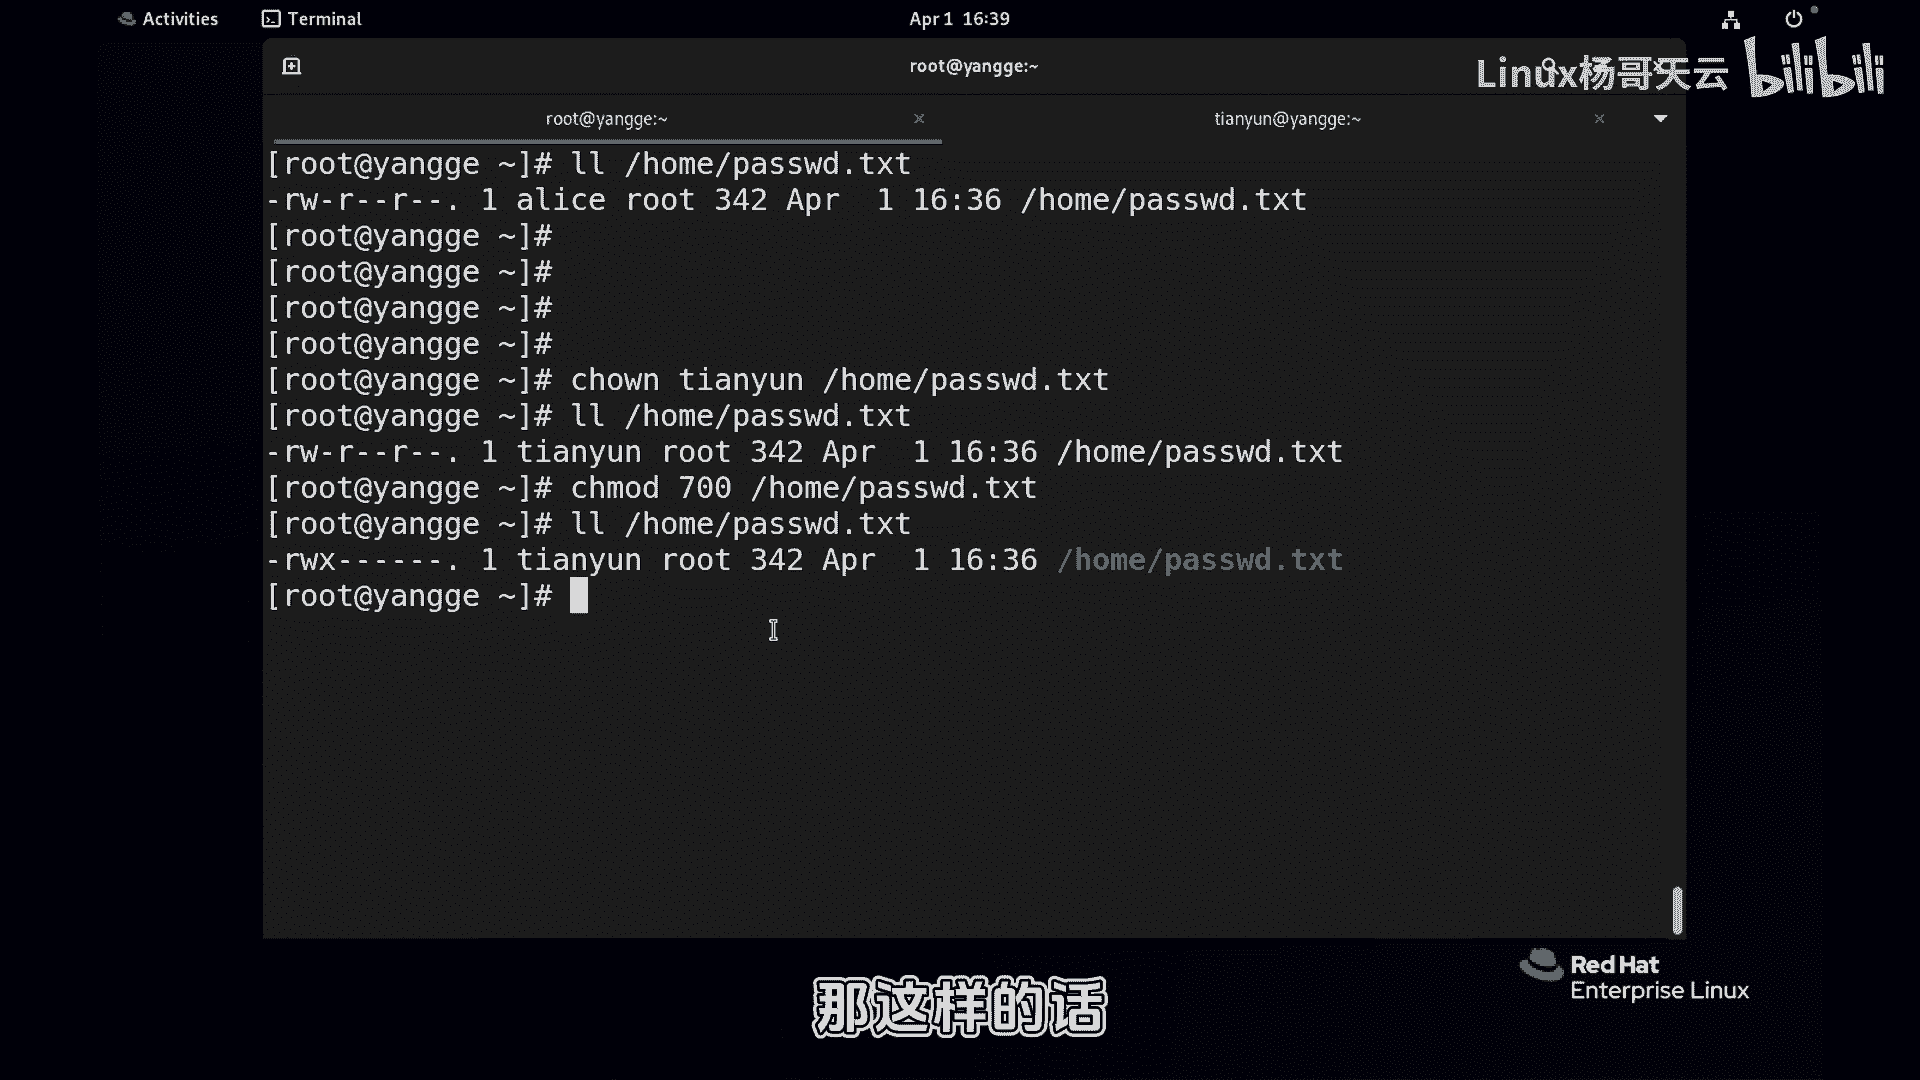 Activities Terminal Apr 1 16:39
root@yangge:~
Linux杨哥天云 bilibili
root@yangge:~ tianyun@yangge:~
[root@yangge ~]# ll /home/passwd.txt
-rw-r--r--. 1 alice root 342 Apr  1 16:36 /home/passwd.txt
[root@yangge ~]#
[root@yangge ~]#
[root@yangge ~]#
[root@yangge ~]#
[root@yangge ~]# chown tianyun /home/passwd.txt
[root@yangge ~]# ll /home/passwd.txt
-rw-r--r--. 1 tianyun root 342 Apr  1 16:36 /home/passwd.txt
[root@yangge ~]# chmod 700 /home/passwd.txt
[root@yangge ~]# ll /home/passwd.txt
-rwx------. 1 tianyun root 342 Apr  1 16:36 /home/passwd.txt
[root@yangge ~]#
Red Hat
Enterprise Linux
那这样的话